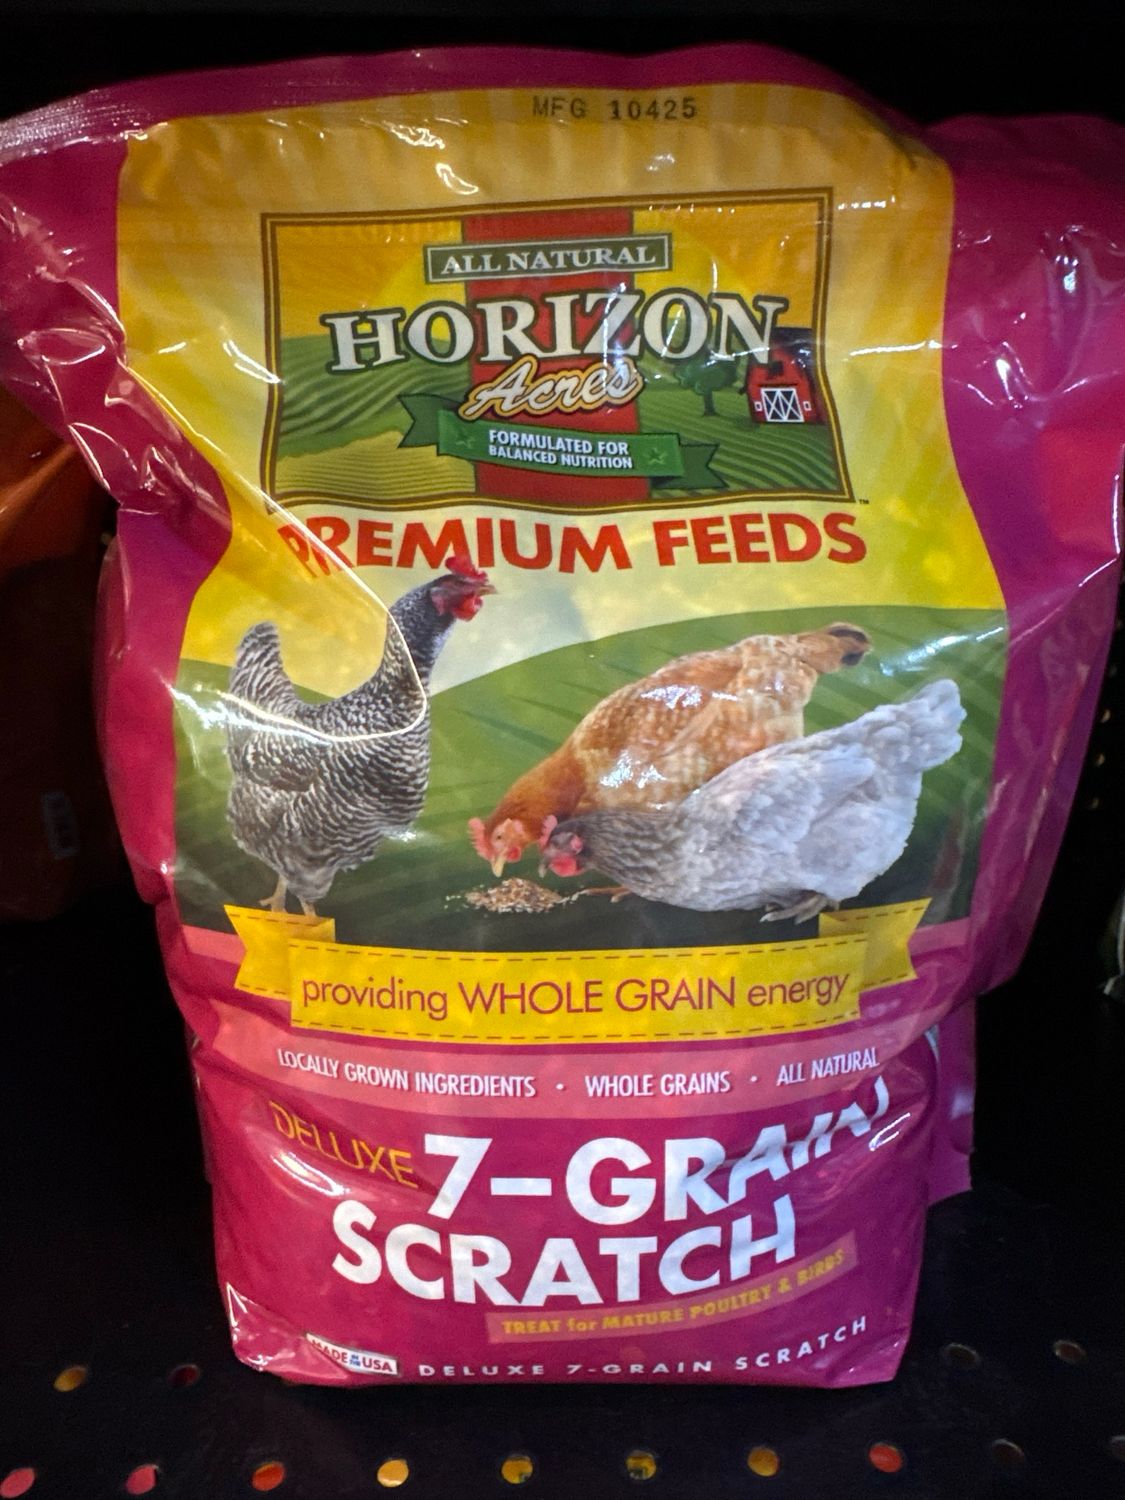 MFG 10425
ALL NATURAL
HORIZON
Acres
FORMULATED FOR
BALANCED NUTRITION
™
PREMIUM FEEDS
providing WHOLE GRAIN energy
LOCALLY GROWN INGREDIENTS • WHOLE GRAINS • ALL NATURAL
DELUXE 7-GRAIN
SCRATCH
TREAT for MATURE POULTRY & BIRDS
MADE IN THE USA
DELUXE 7-GRAIN SCRATCH